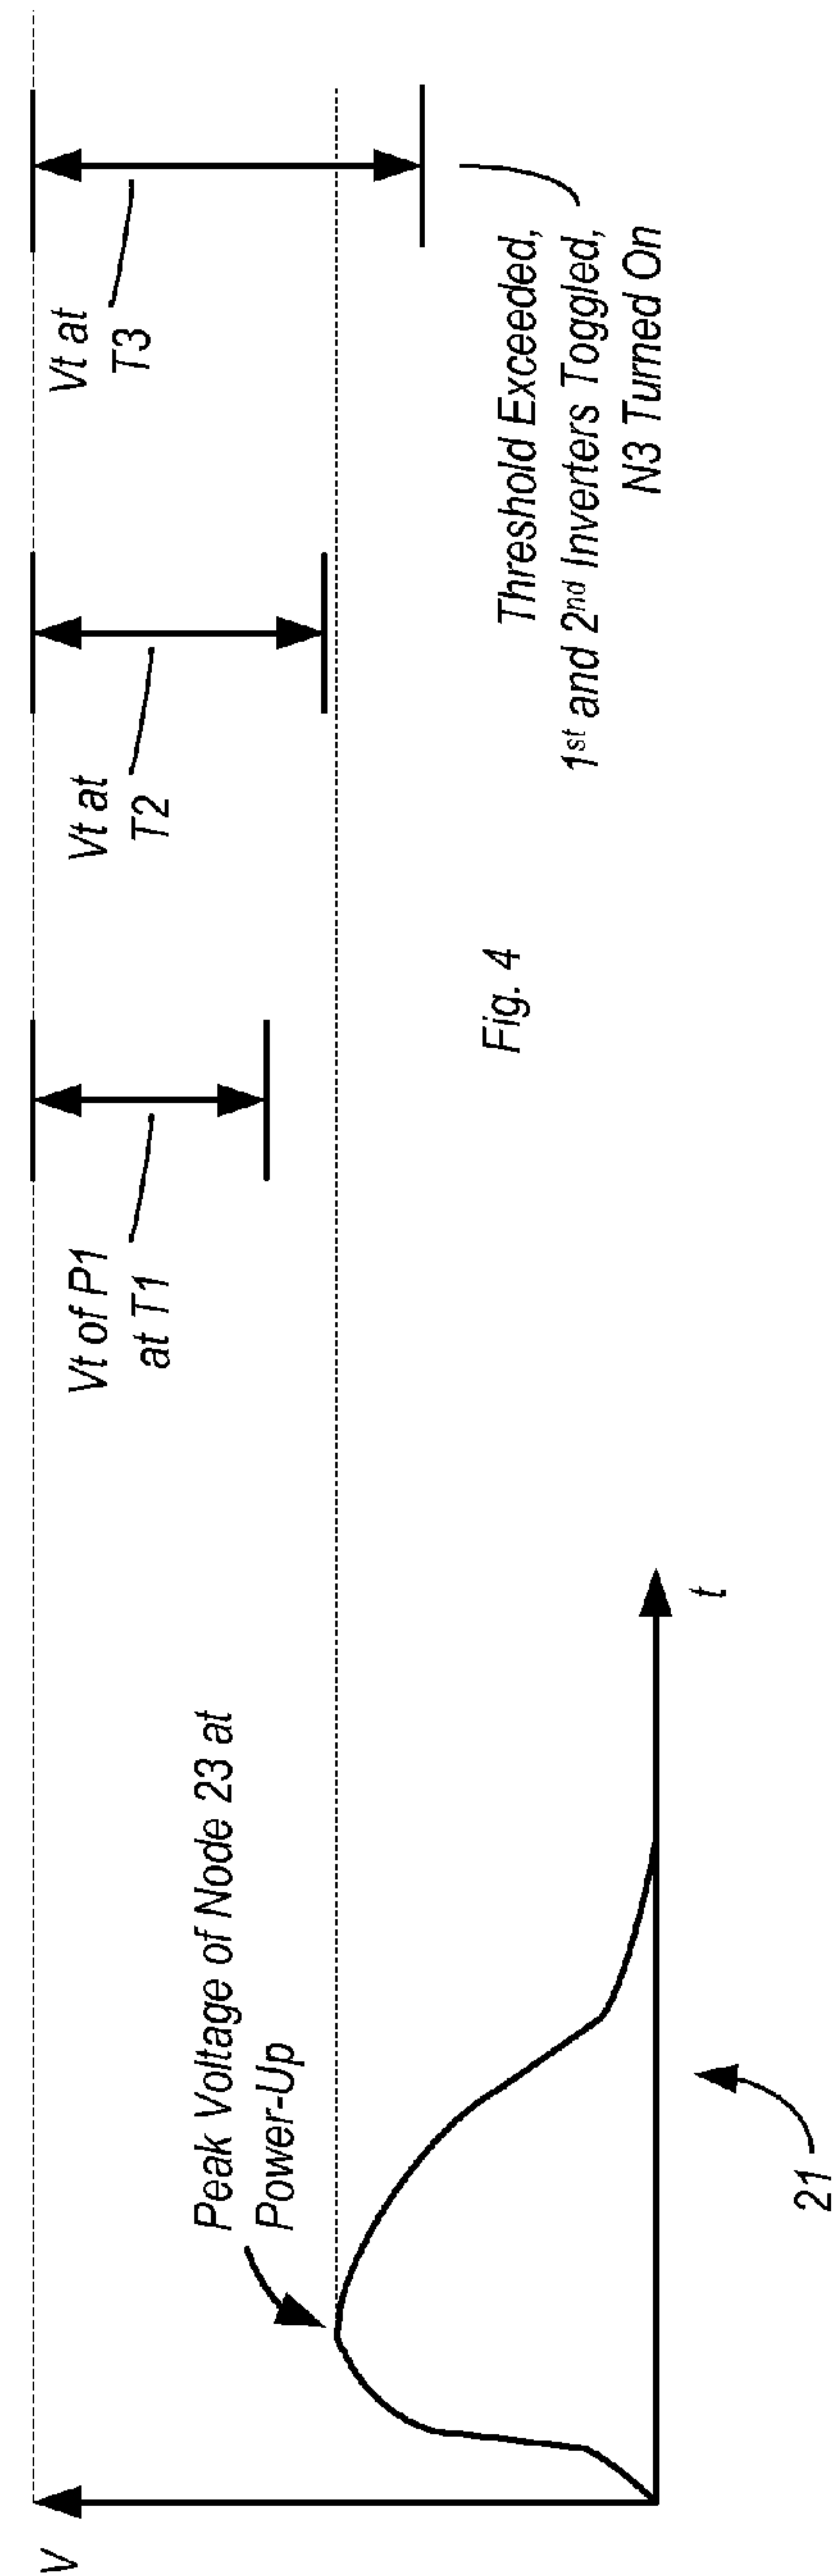 V
Peak Voltage of Node 23 at
Power-Up
t
21
Vt of P1
at T1
Vt at
T2
Vt at
T3
Threshold Exceeded,
1st and 2nd Inverters Toggled,
N3 Turned On
Fig. 4